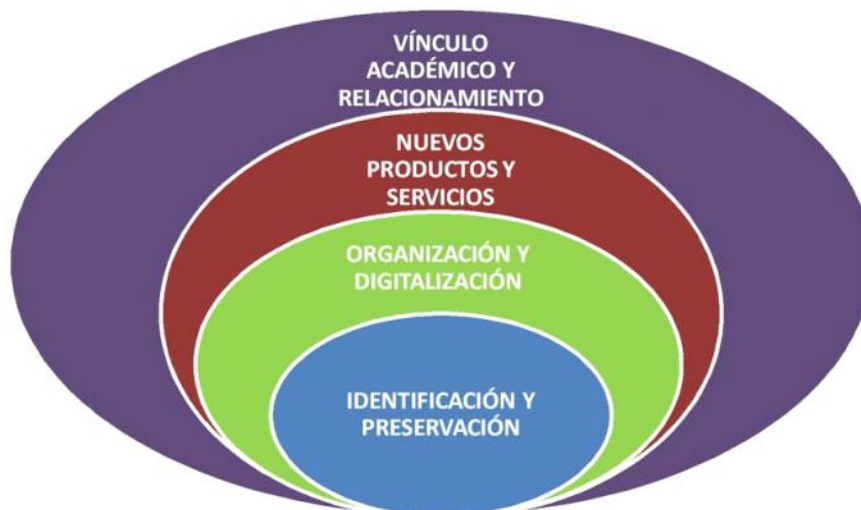 VÍNCULO
ACADÉMICO Y
RELACIONAMIENTO
NUEVOS
PRODUCTOS Y
SERVICIOS
ORGANIZACIÓN Y
DIGITALIZACIÓN
IDENTIFICACIÓN Y
PRESERVACIÓN